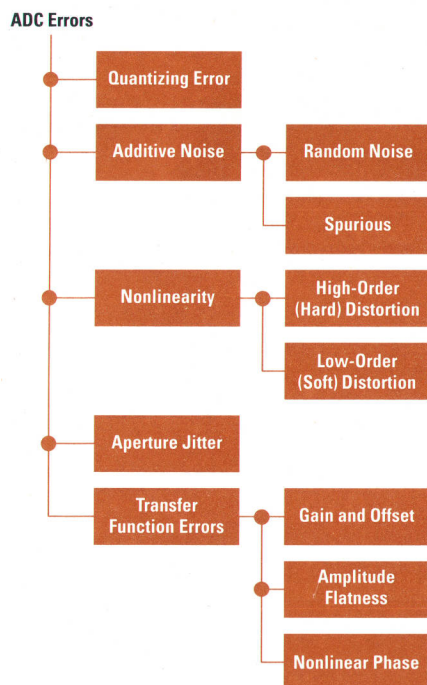 ADC Errors
Quantizing Error
Additive Noise
Random Noise
Spurious
Nonlinearity
High-Order
(Hard) Distortion
Low-Order
(Soft) Distortion
Aperture Jitter
Transfer
Function Errors
Gain and Offset
Amplitude
Flatness
Nonlinear Phase